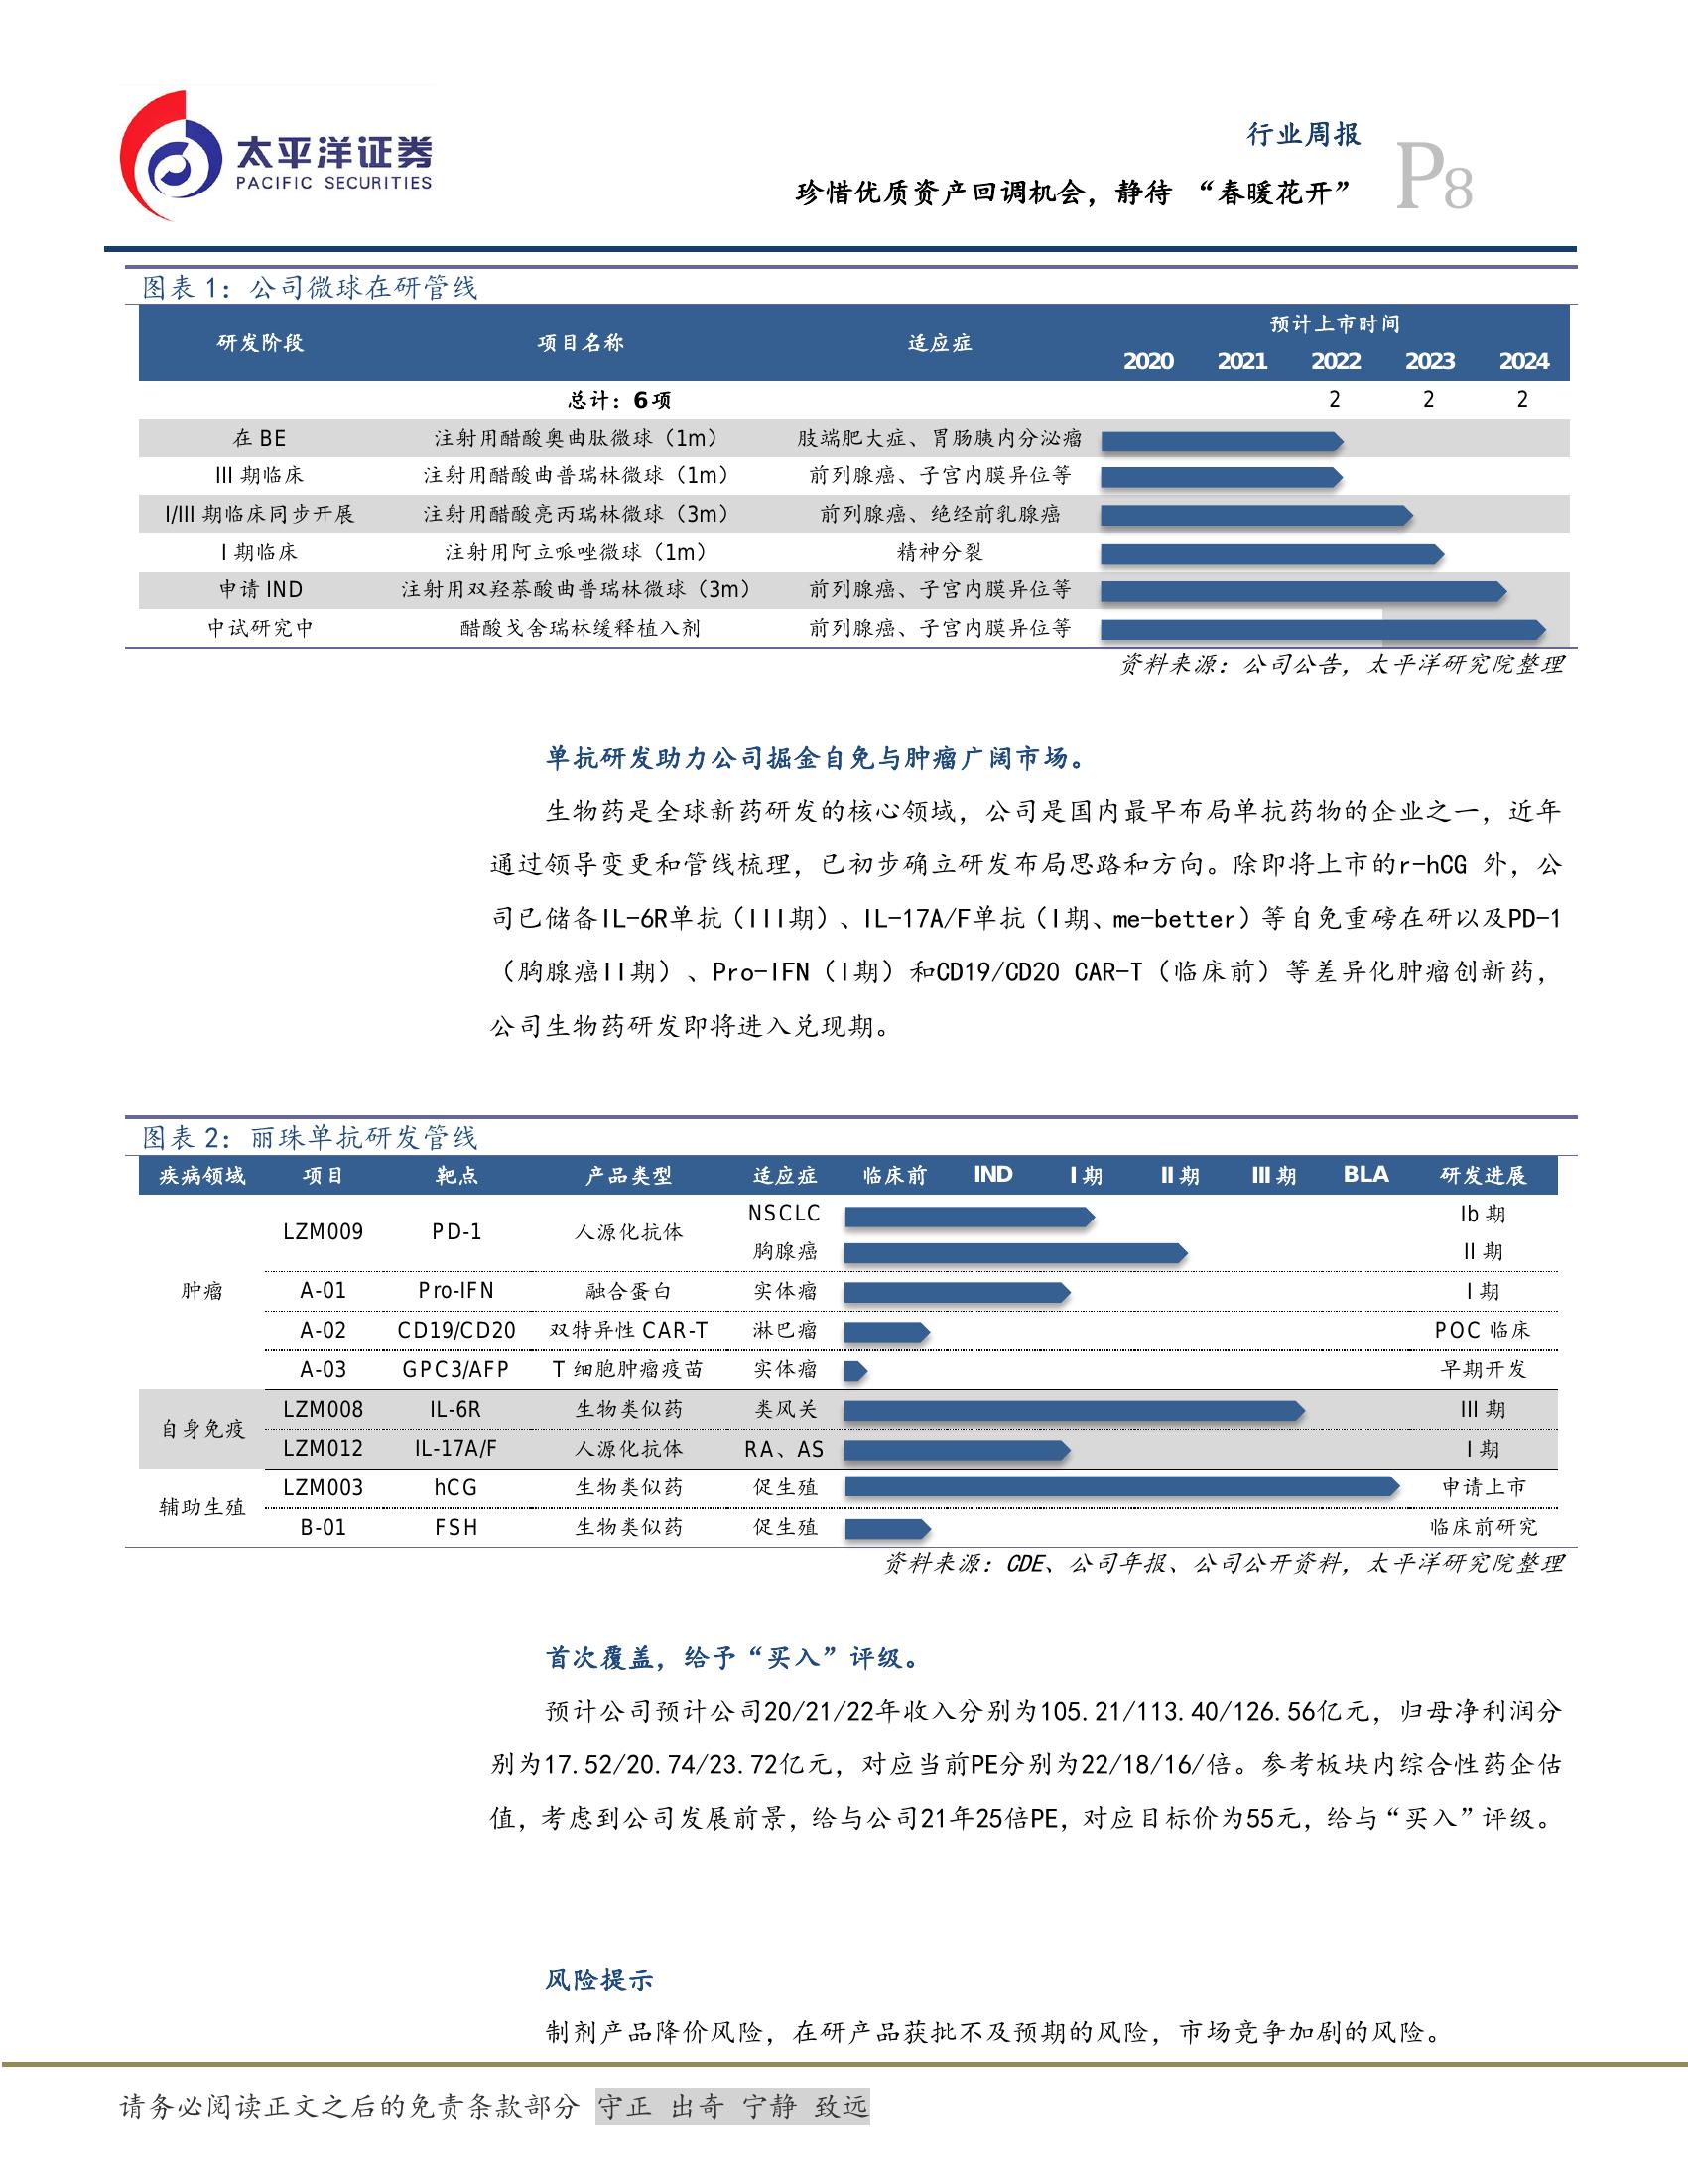 太平洋证券
PACIFIC SECURITIES
行业周报
珍惜优质资产回调机会，静待 “春暖花开”
P8
图表 1：公司微球在研管线
研发阶段 项目名称 适应症 预计上市时间
2020 2021 2022 2023 2024
总计：6项 2 2 2
在 BE 注射用醋酸奥曲肽微球（1m） 肢端肥大症、胃肠胰内分泌瘤
III 期临床 注射用醋酸曲普瑞林微球（1m） 前列腺癌、子宫内膜异位等
I/III 期临床同步开展 注射用醋酸亮丙瑞林微球（3m） 前列腺癌、绝经前乳腺癌
I 期临床 注射用阿立哌唑微球（1m） 精神分裂
申请 IND 注射用双羟萘酸曲普瑞林微球（3m） 前列腺癌、子宫内膜异位等
中试研究中 醋酸戈舍瑞林缓释植入剂 前列腺癌、子宫内膜异位等
资料来源：公司公告，太平洋研究院整理
单抗研发助力公司掘金自免与肿瘤广阔市场。
生物药是全球新药研发的核心领域，公司是国内最早布局单抗药物的企业之一，近年
通过领导变更和管线梳理，已初步确立研发布局思路和方向。除即将上市的r-hCG 外，公
司已储备IL-6R单抗（III期）、IL-17A/F单抗（I期、me-better）等自免重磅在研以及PD-1
（胸腺癌II期）、Pro-IFN（I期）和CD19/CD20 CAR-T（临床前）等差异化肿瘤创新药，
公司生物药研发即将进入兑现期。
图表 2：丽珠单抗研发管线
疾病领域 项目 靶点 产品类型 适应症 临床前 IND I 期 II 期 III 期 BLA 研发进展
肿瘤 LZM009 PD-1 人源化抗体 NSCLC Ib 期
胸腺癌 II 期
A-01 Pro-IFN 融合蛋白 实体瘤 I 期
A-02 CD19/CD20 双特异性 CAR-T 淋巴瘤 POC 临床
A-03 GPC3/AFP T 细胞肿瘤疫苗 实体瘤 早期开发
自身免疫 LZM008 IL-6R 生物类似药 类风关 III 期
LZM012 IL-17A/F 人源化抗体 RA、AS I 期
辅助生殖 LZM003 hCG 生物类似药 促生殖 申请上市
B-01 FSH 生物类似药 促生殖 临床前研究
资料来源：CDE、公司年报、公司公开资料，太平洋研究院整理
首次覆盖，给予“买入”评级。
预计公司预计公司20/21/22年收入分别为105.21/113.40/126.56亿元，归母净利润分
别为17.52/20.74/23.72亿元，对应当前PE分别为22/18/16/倍。参考板块内综合性药企估
值，考虑到公司发展前景，给与公司21年25倍PE，对应目标价为55元，给与“买入”评级。
风险提示
制剂产品降价风险，在研产品获批不及预期的风险，市场竞争加剧的风险。
请务必阅读正文之后的免责条款部分 守正 出奇 宁静 致远